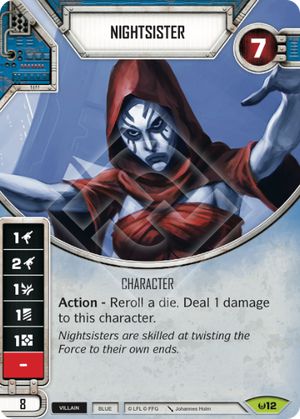 NIGHTSISTER
7
1
2
1
1
1
-
8
CHARACTER
Action - Reroll a die. Deal 1 damage
to this character.
Nightsisters are skilled at twisting the
Force to their own ends.
VILLAIN
BLUE
© LFL © FFG
Johannes Holm
12